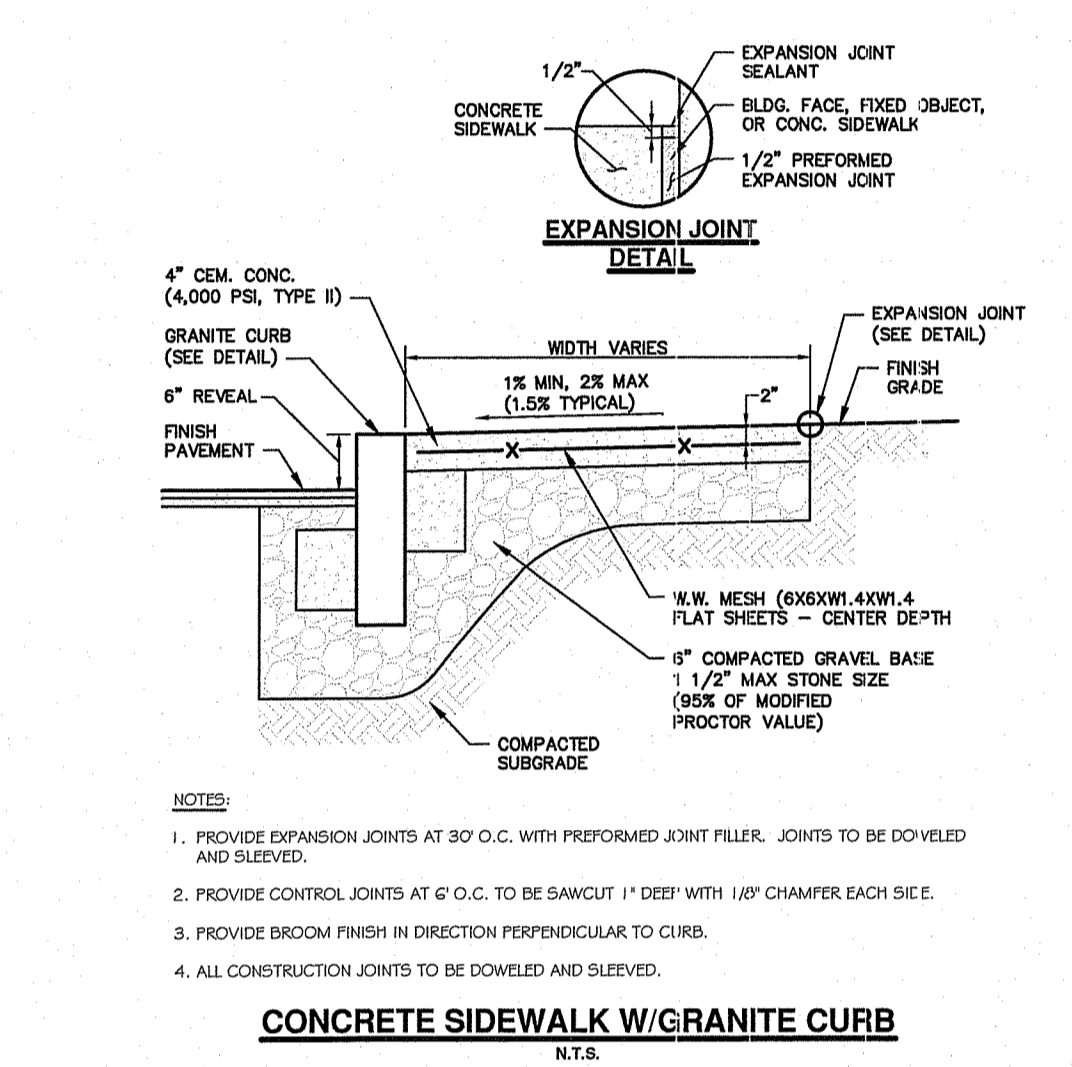 1/2"
EXPANSION JOINT
SEALANT
CONCRETE
SIDEWALK
BLDG. FACE, FIXED OBJECT,
OR CONC. SIDEWALK
1/2" PREFORMED
EXPANSION JOINT
EXPANSION JOINT
DETAIL
4" CEM. CONC.
(4,000 PSI, TYPE II)
GRANITE CURB
(SEE DETAIL)
6" REVEAL
FINISH
PAVEMENT
WIDTH VARIES
1% MIN, 2% MAX
(1.5% TYPICAL)
2"
EXPANSION JOINT
(SEE DETAIL)
FINISH
GRADE
X X
W.W. MESH (6X6XW1.4XW1.4
FLAT SHEETS – CENTER DEPTH
6" COMPACTED GRAVEL BASE
1 1/2" MAX STONE SIZE
(95% OF MODIFIED
PROCTOR VALUE)
COMPACTED
SUBGRADE
NOTES:
1. PROVIDE EXPANSION JOINTS AT 30' O.C. WITH PREFORMED JOINT FILLER. JOINTS TO BE DOWELED
AND SLEEVED.
2. PROVIDE CONTROL JOINTS AT 6' O.C. TO BE SAWCUT 1" DEEP WITH 1/8" CHAMFER EACH SIDE.
3. PROVIDE BROOM FINISH IN DIRECTION PERPENDICULAR TO CURB.
4. ALL CONSTRUCTION JOINTS TO BE DOWELED AND SLEEVED.
CONCRETE SIDEWALK W/GRANITE CURB
N.T.S.